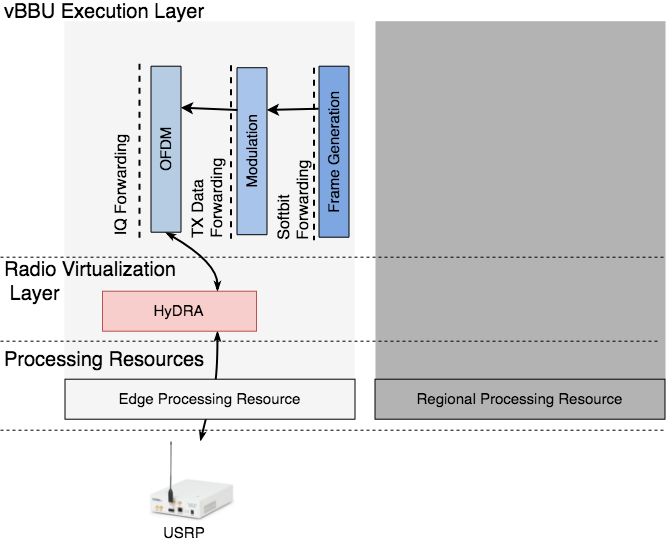 vBBU Execution Layer
IQ Forwarding
OFDM
TX Data
Forwarding
Modulation
Softbit
Forwarding
Frame Generation
Radio Virtualization
Layer
HyDRA
Processing Resources
Edge Processing Resource
Regional Processing Resource
USRP